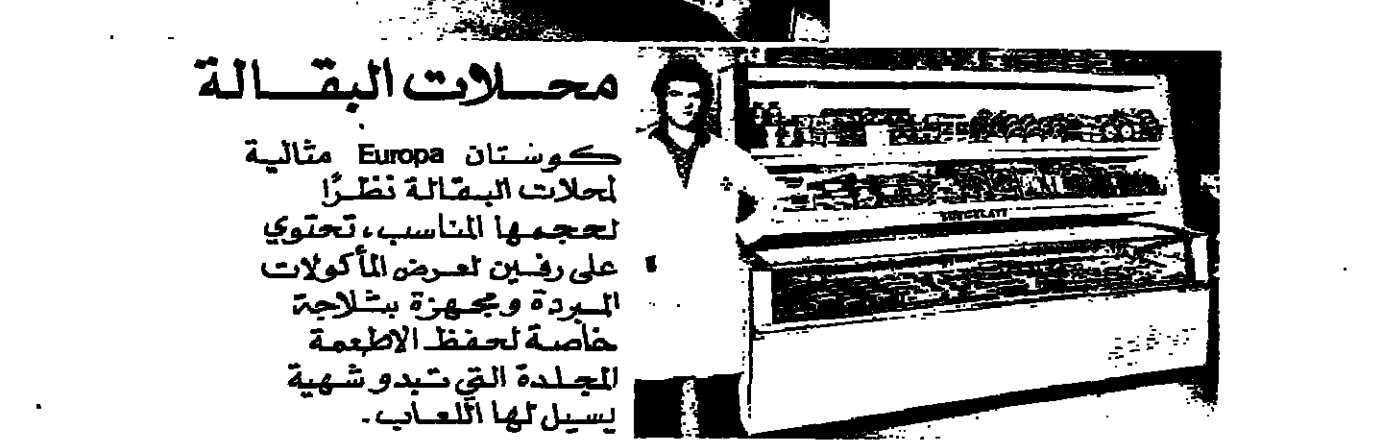 محلات البقالة
كوستان Europa مثالية
لمحلات البقالة نظرًا
لحجمها المناسب، تحتوي
على رفين لعرض المأكولات
المبردة ومجهزة بثلاجة
خاصة لحفظ الاطعمة
المجلدة التي تبدو شهية
يسيل لها اللعاب.
SURGELATI